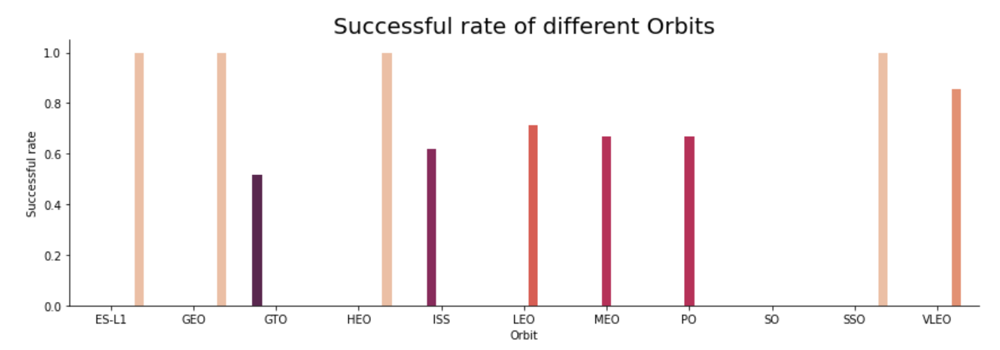 Successful rate of different Orbits
1.0
0.8
0.6
0.4
0.2
0.0
Successful rate
ES-L1 GEO GTO HEO ISS LEO MEO PO SO SSO VLEO
Orbit